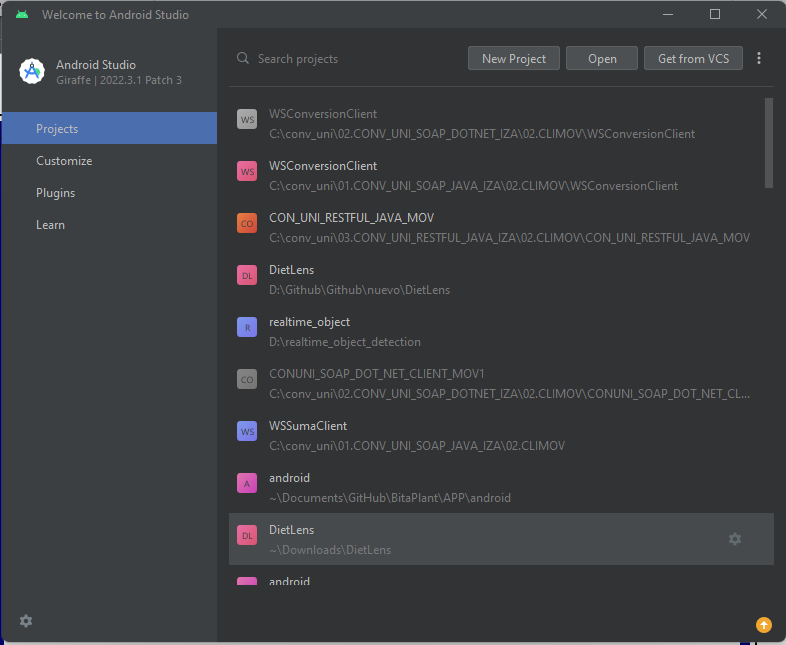 Welcome to Android Studio
Android Studio
Giraffe | 2022.3.1 Patch 3
Projects
Customize
Plugins
Learn
Search projects
New Project
Open
Get from VCS
WS
WSConversionClient
C:\conv_uni\02.CONV_UNI_SOAP_DOTNET_IZA\02.CLIMOV\WSConversionClient
WS
WSConversionClient
C:\conv_uni\01.CONV_UNI_SOAP_JAVA_IZA\02.CLIMOV\WSConversionClient
CO
CON_UNI_RESTFUL_JAVA_MOV
C:\conv_uni\03.CONV_UNI_RESTFUL_JAVA_IZA\02.CLIMOV\CON_UNI_RESTFUL_JAVA_MOV
DL
DietLens
D:\Github\Github\nuevo\DietLens
R
realtime_object
D:\realtime_object_detection
CO
CONUNI_SOAP_DOT_NET_CLIENT_MOV1
C:\conv_uni\02.CONV_UNI_SOAP_DOTNET_IZA\02.CLIMOV\CONUNI_SOAP_DOT_NET_CL...
WS
WSSumaClient
C:\conv_uni\01.CONV_UNI_SOAP_JAVA_IZA\02.CLIMOV
A
android
~\Documents\GitHub\BitaPlant\APP\android
DL
DietLens
~\Downloads\DietLens
android